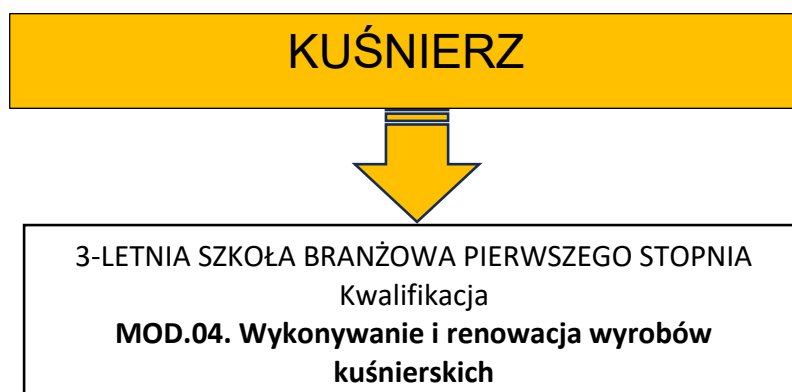 KUŚNIERZ
3-LETNIA SZKOŁA BRANŻOWA PIERWSZEGO STOPNIA
Kwalifikacja
MOD.04. Wykonywanie i renowacja wyrobów
kuśnierskich